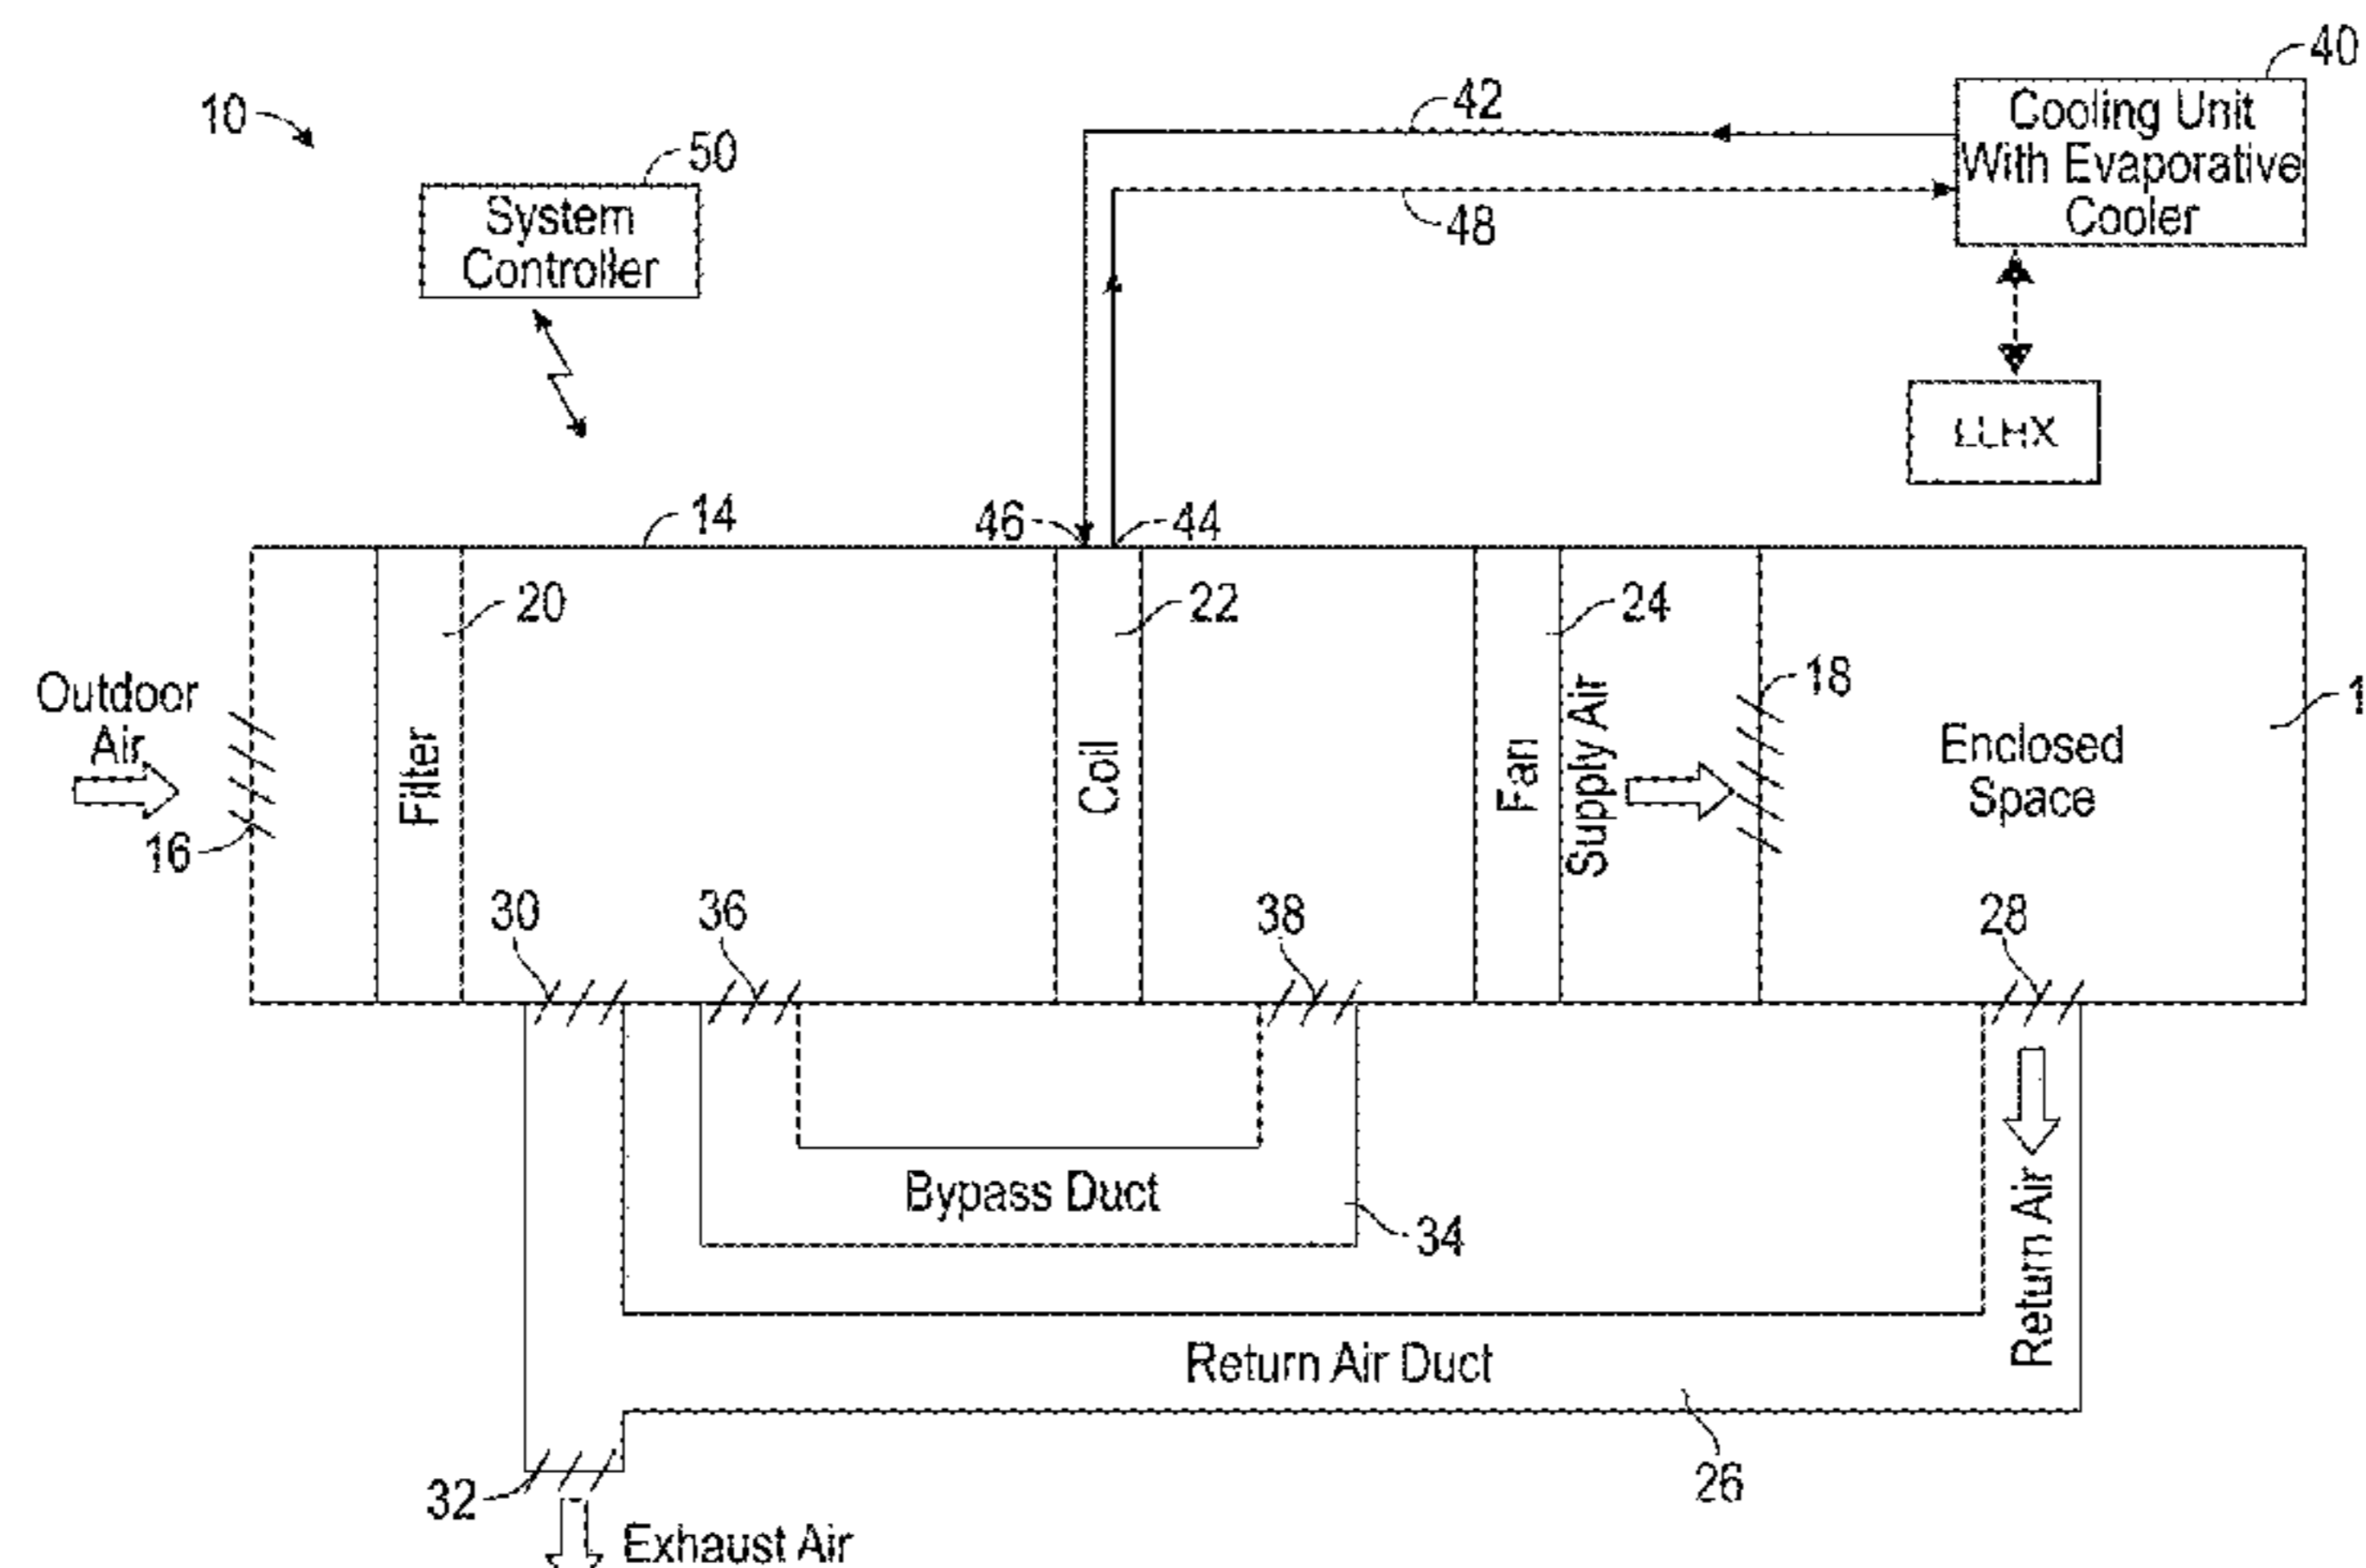 40
Cooling Unit
With Evaporative
Cooler
42
10
50
System
Controller
48
LLHX
14
46
44
20
22
24
18
1
Outdoor
Air
Filter
Coil
Fan
Supply Air
Enclosed
Space
16
30
36
38
28
Bypass Duct
34
Return Air
Return Air Duct
26
32
Exhaust Air